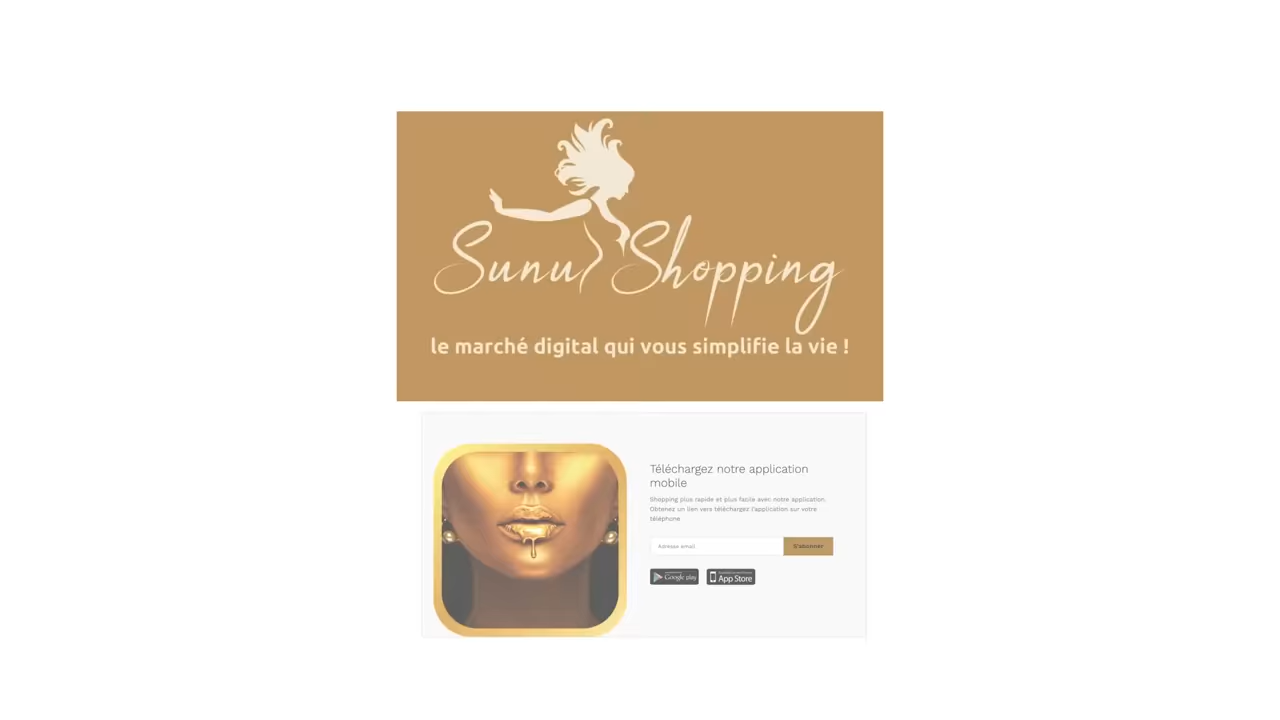 Sunu Shopping
le marché digital qui vous simplifie la vie !
Téléchargez notre application
mobile
Shopping plus rapide et plus facile avec notre application.
Obtenez un lien vers téléchargez l'application sur votre
téléphone
Adresse email
S'abonner
Google play
App Store